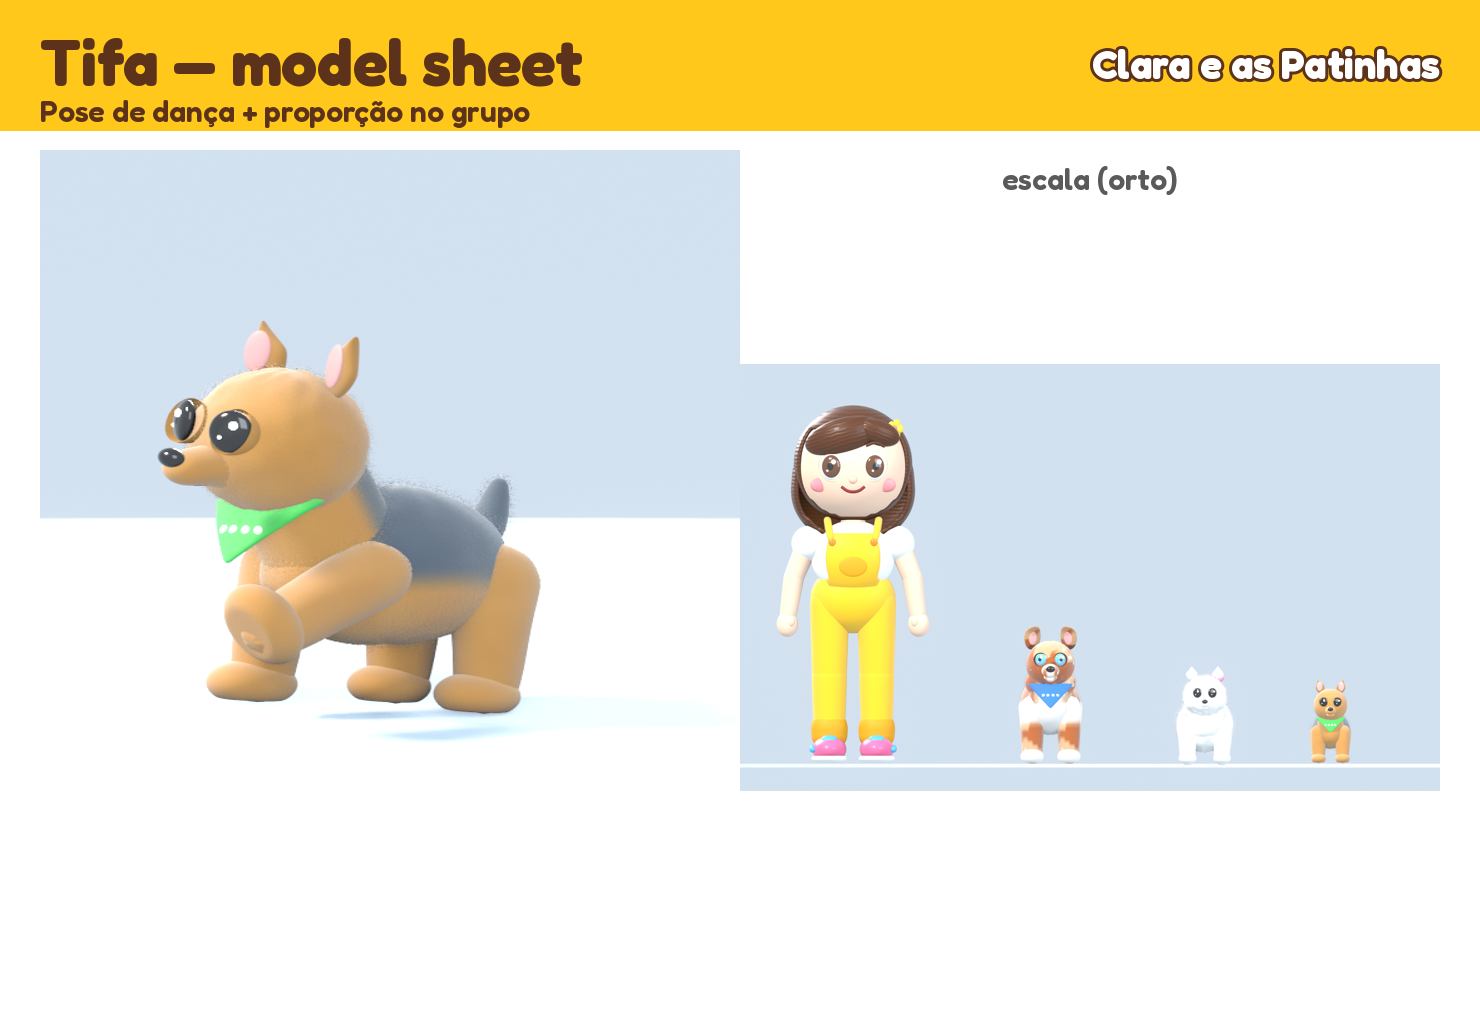 Tifa — model sheet
Clara e as Patinhas
Pose de dança + proporção no grupo
escala (orto)